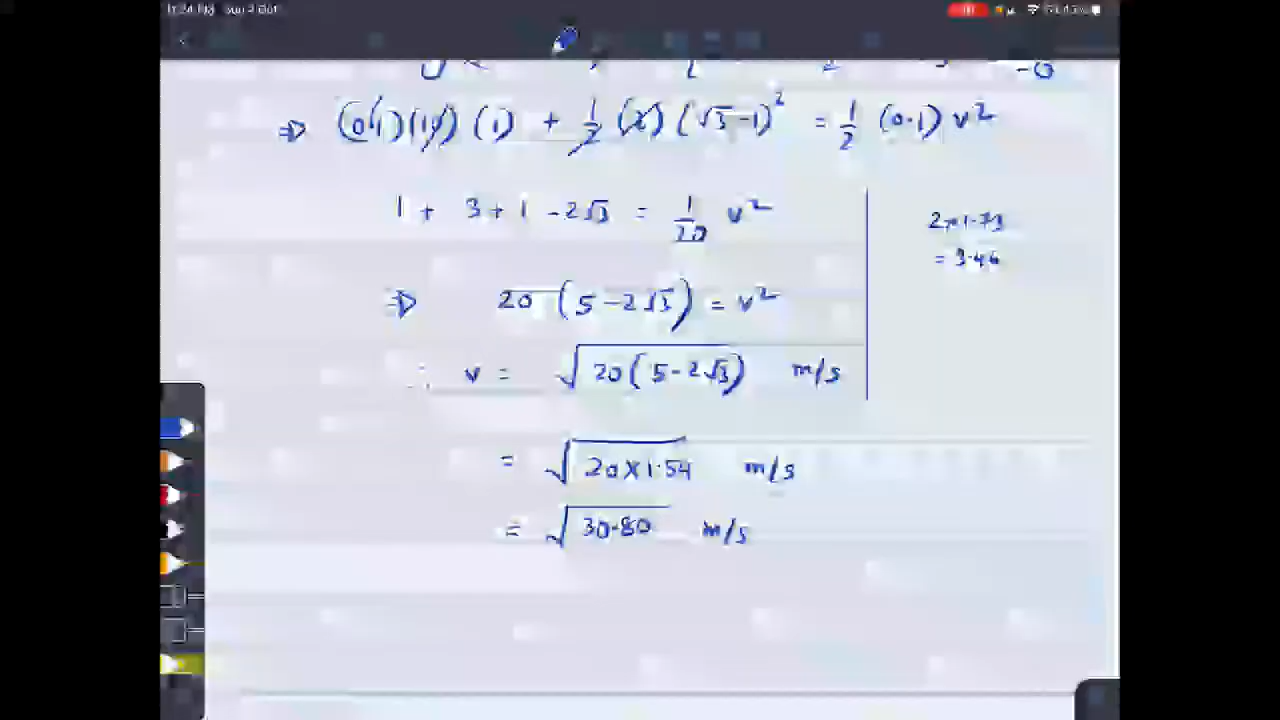 ⇒ (0.1)(10)(1) + 1/2 (2) (√3-1)² = 1/2 (0.1) v²
1 + 3 + 1 - 2√3 = 1/20 v²
2×1.73
= 3.46
⇒ 20 (5 - 2√3) = v²
∴ v = √20(5-2√3) m/s
= √20×1.54 m/s
= √30.80 m/s